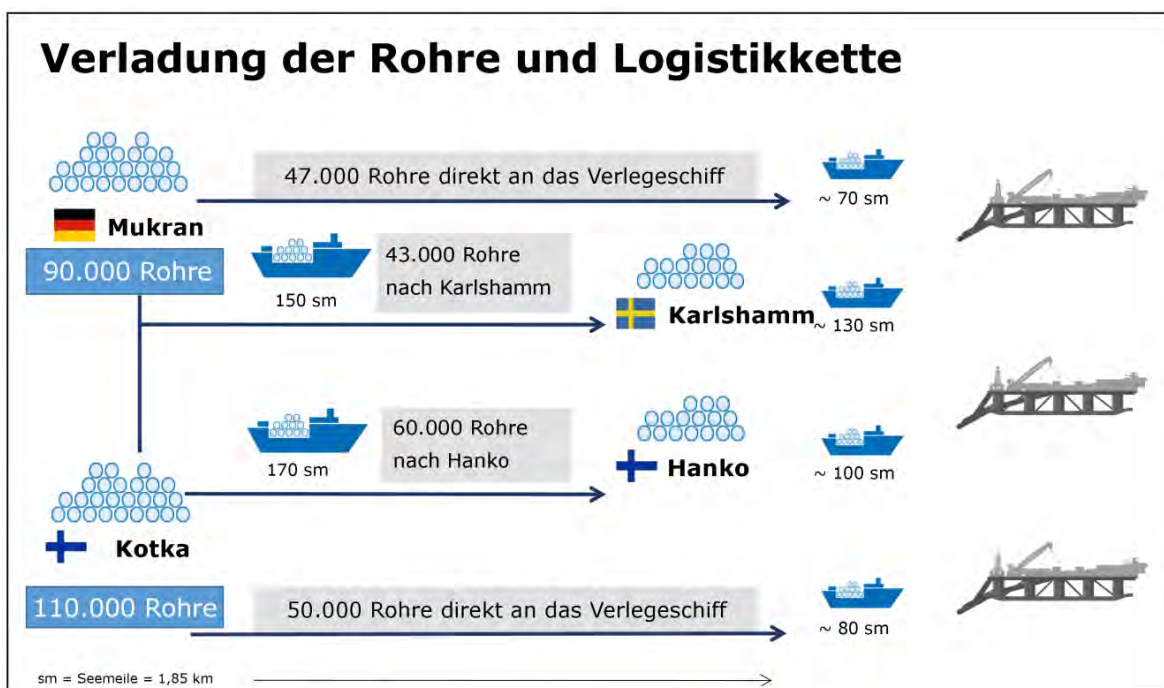 Verladung der Rohre und Logistikkette
47.000 Rohre direkt an das Verlegeschiff
~ 70 sm
Mukran
90.000 Rohre
150 sm
43.000 Rohre
nach Karlshamm
Karlshamm
~ 130 sm
170 sm
60.000 Rohre
nach Hanko
Hanko
~ 100 sm
Kotka
110.000 Rohre
50.000 Rohre direkt an das Verlegeschiff
~ 80 sm
sm = Seemeile = 1,85 km